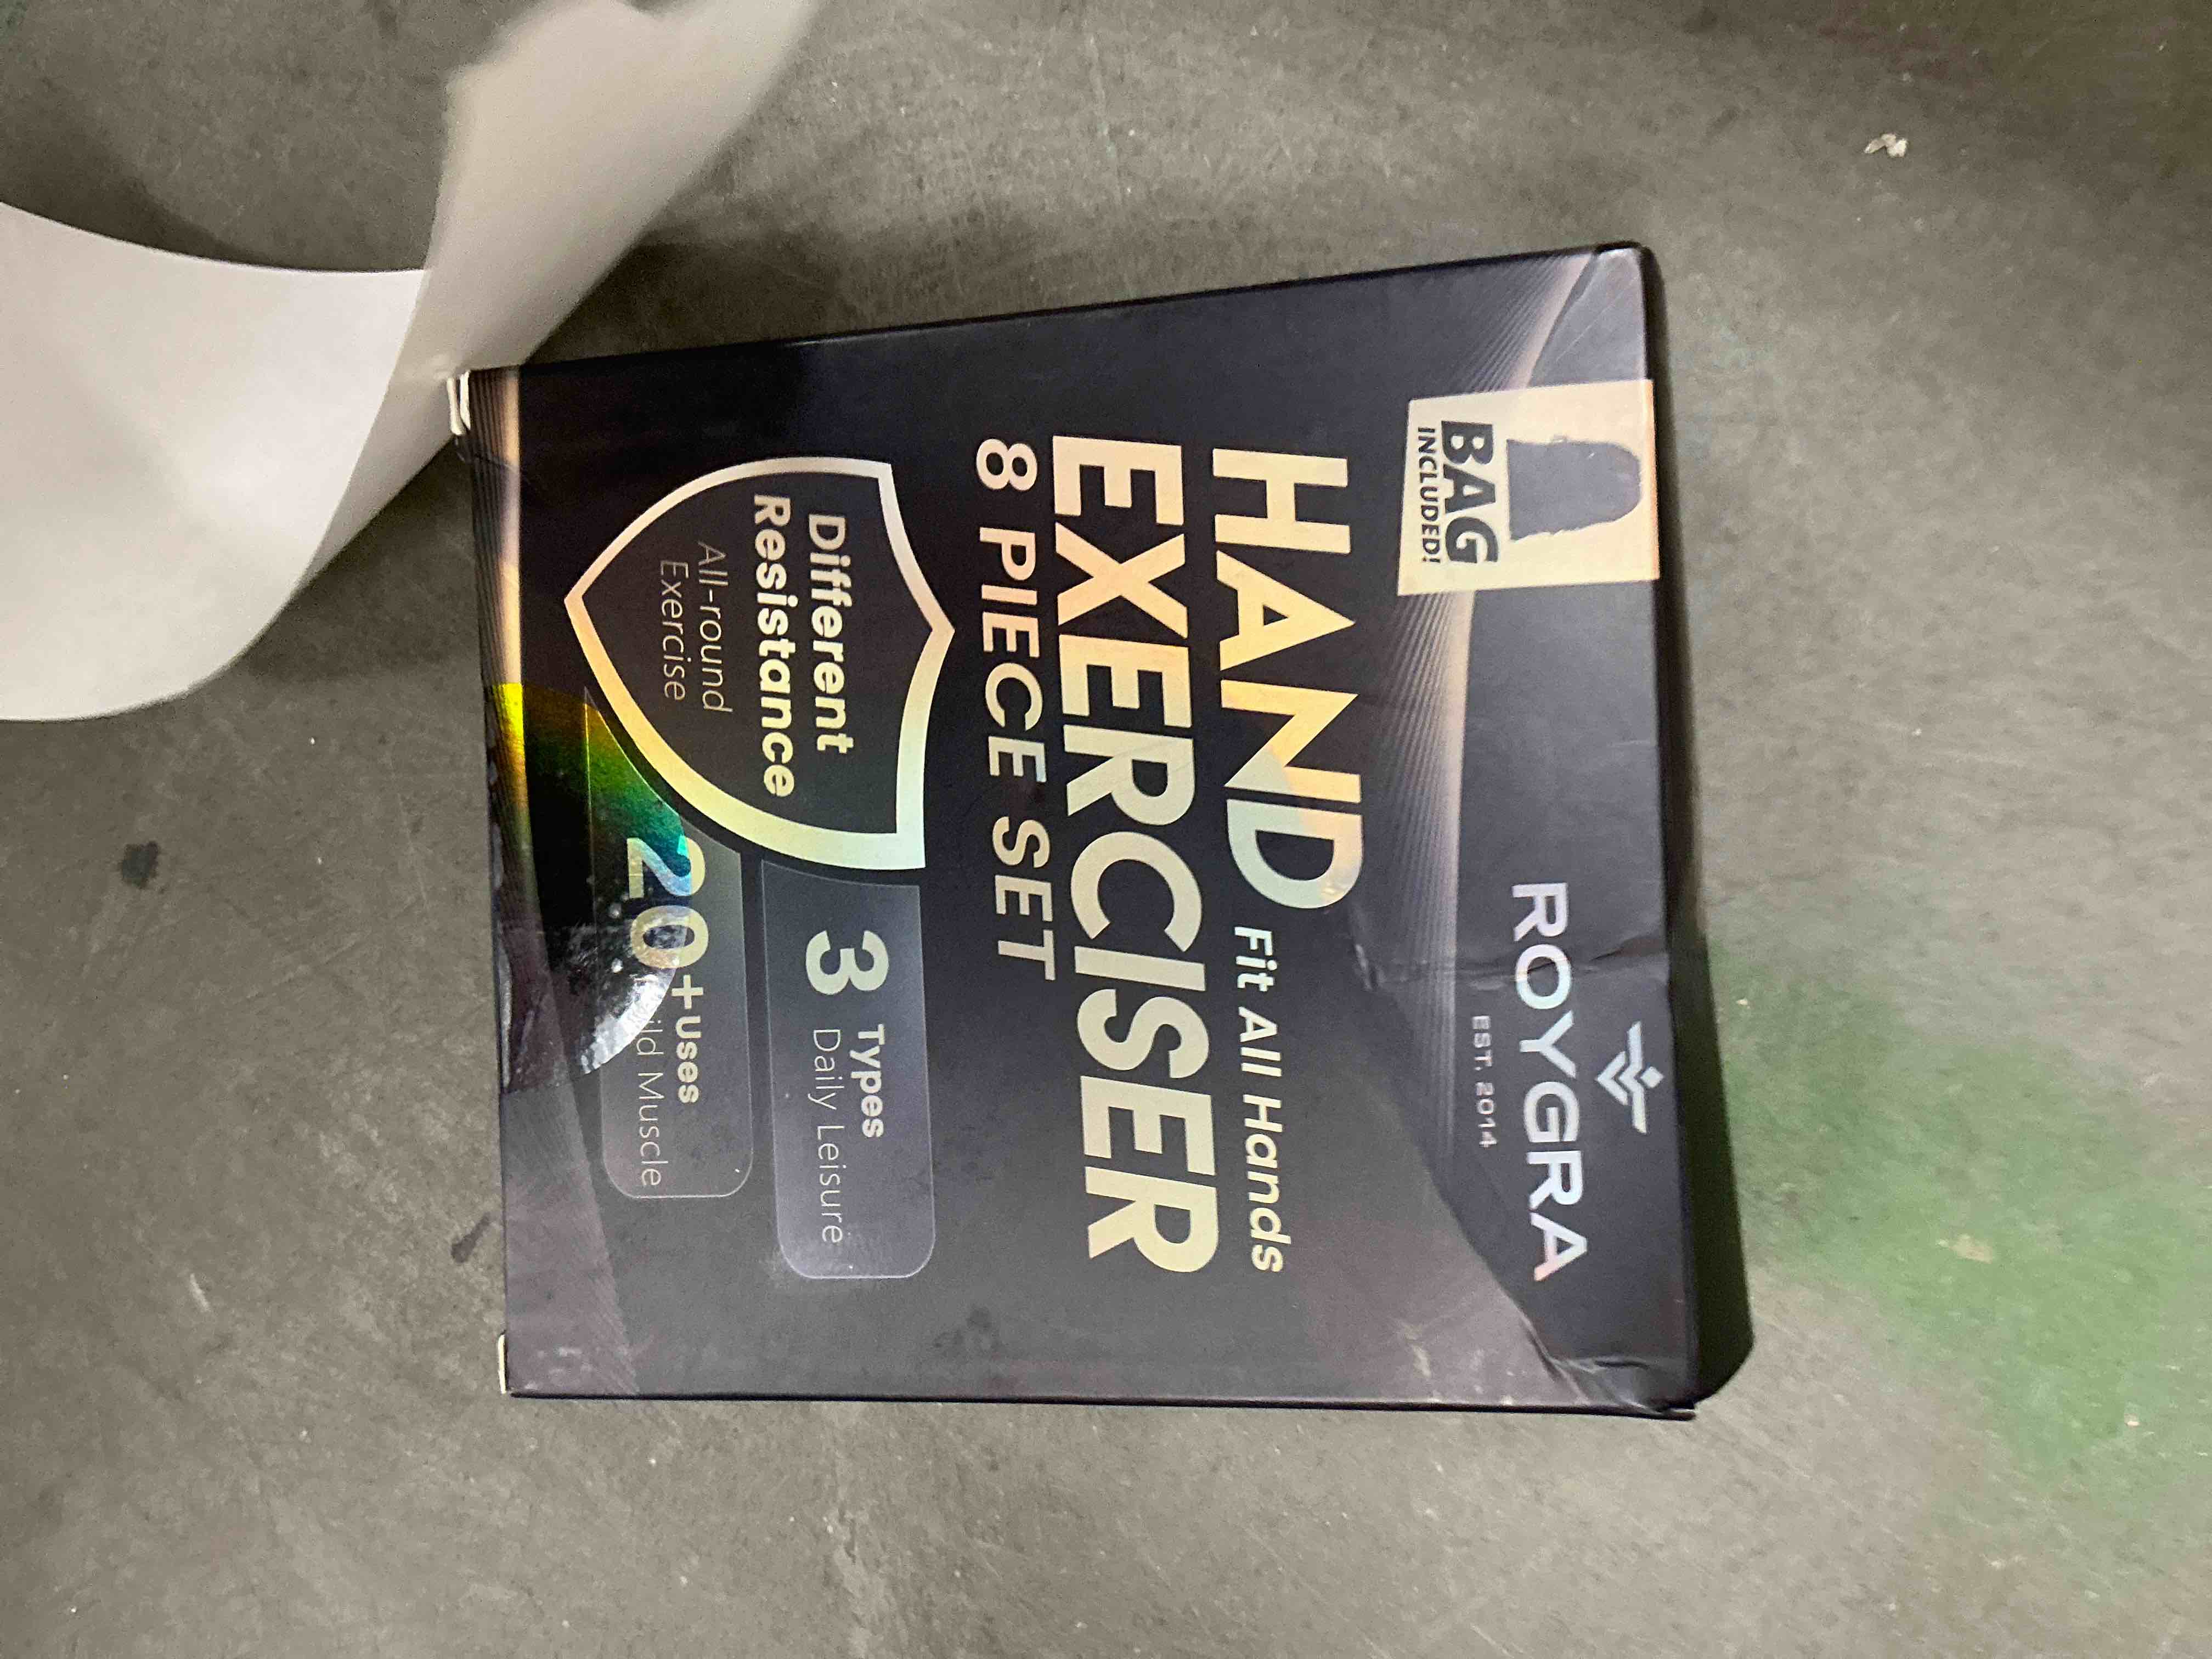 ROYGRA
EST. 2014
BAG
INCLUDED!
HAND Fit All Hands
EXERCISER
8 PIECE SET
Different
Resistance
All-round
Exercise
3 Types
Daily Leisure
20+Uses
Muscle